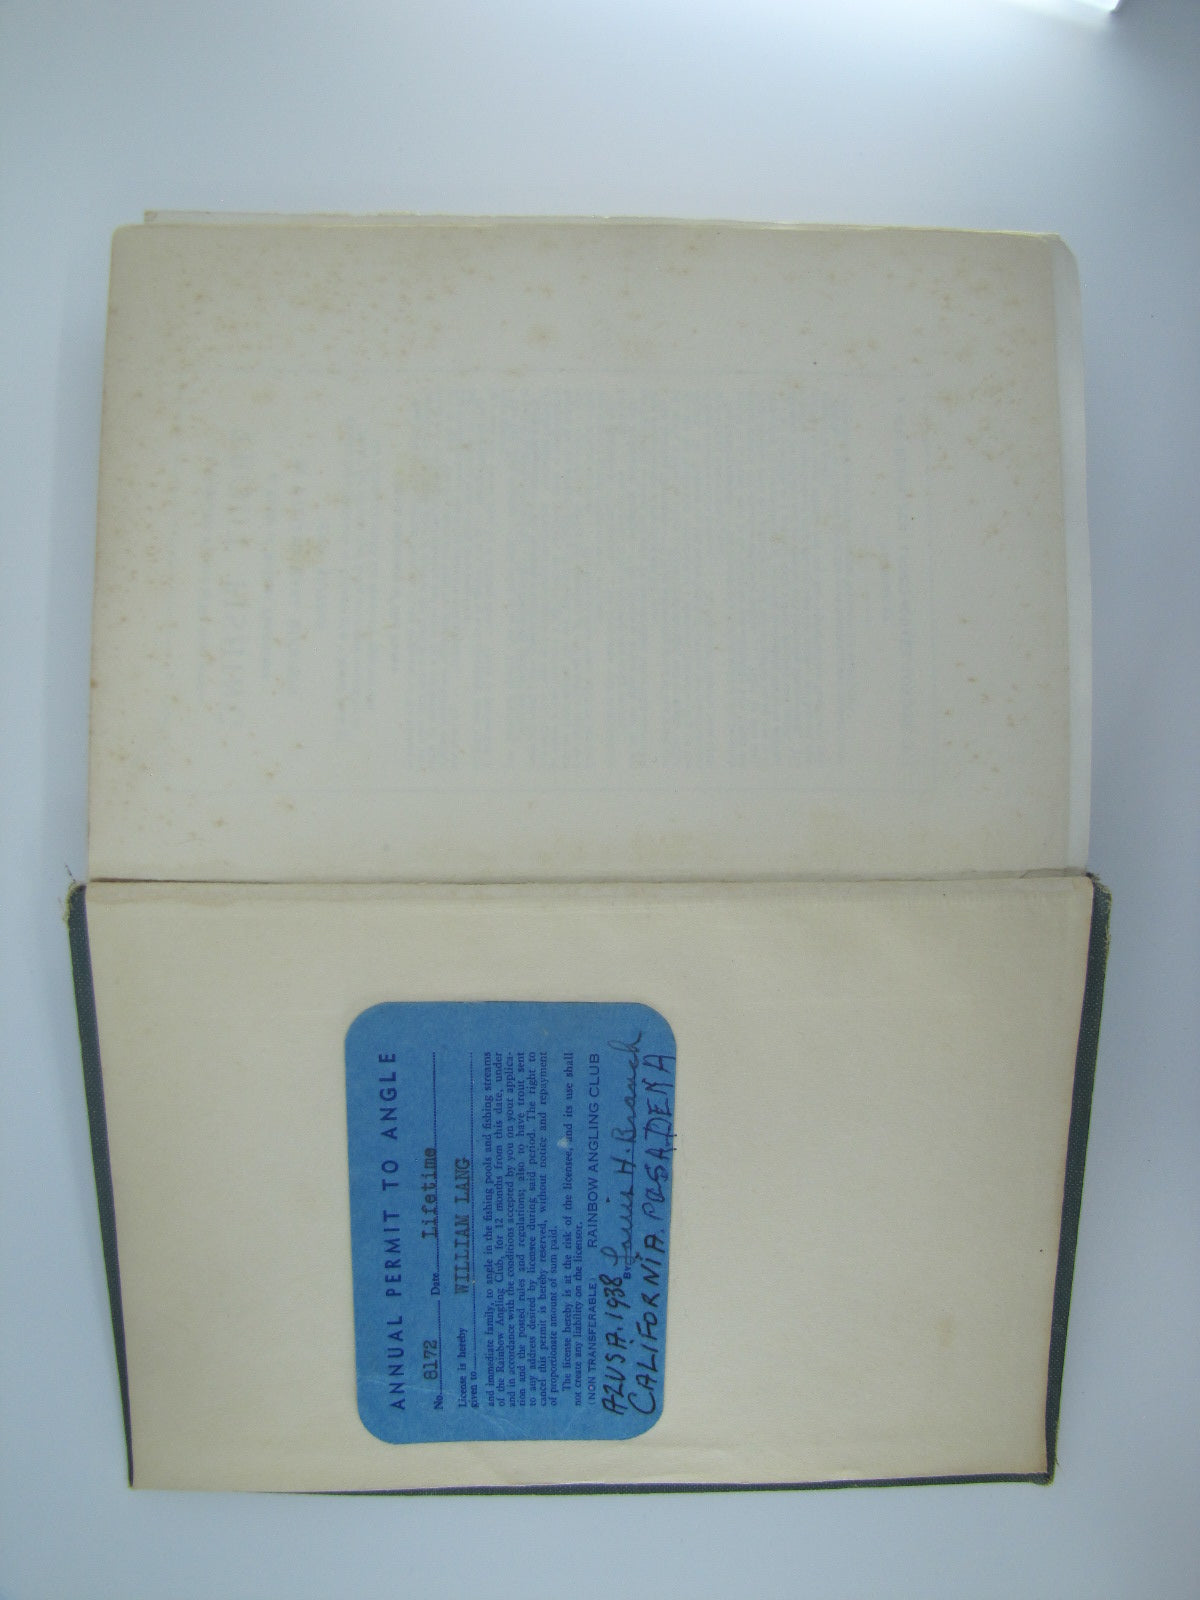 ANNUAL PERMIT TO ANGLE
No. 8172 Date Lifetime
License is hereby
given to WILLIAM LANG
and immediate family, to angle in the fishing pools and fishing streams
of the Rainbow Angling Club, for 12 months from this date, under
and in accordance with the conditions accepted by you on your applica-
tion and the posted rules and regulations; also to have trout sent
to any address desired by licensee during said period. The right to
cancel this permit is hereby reserved, without notice and repayment
of proportionate amount of sum paid.
The license hereby is at the risk of the licensee, and its use shall
not create any liability on the licensor.
(NON TRANSFERABLE) RAINBOW ANGLING CLUB
AZUSA. 1938 By H. Branch
CALIFORNIA. PASADENA